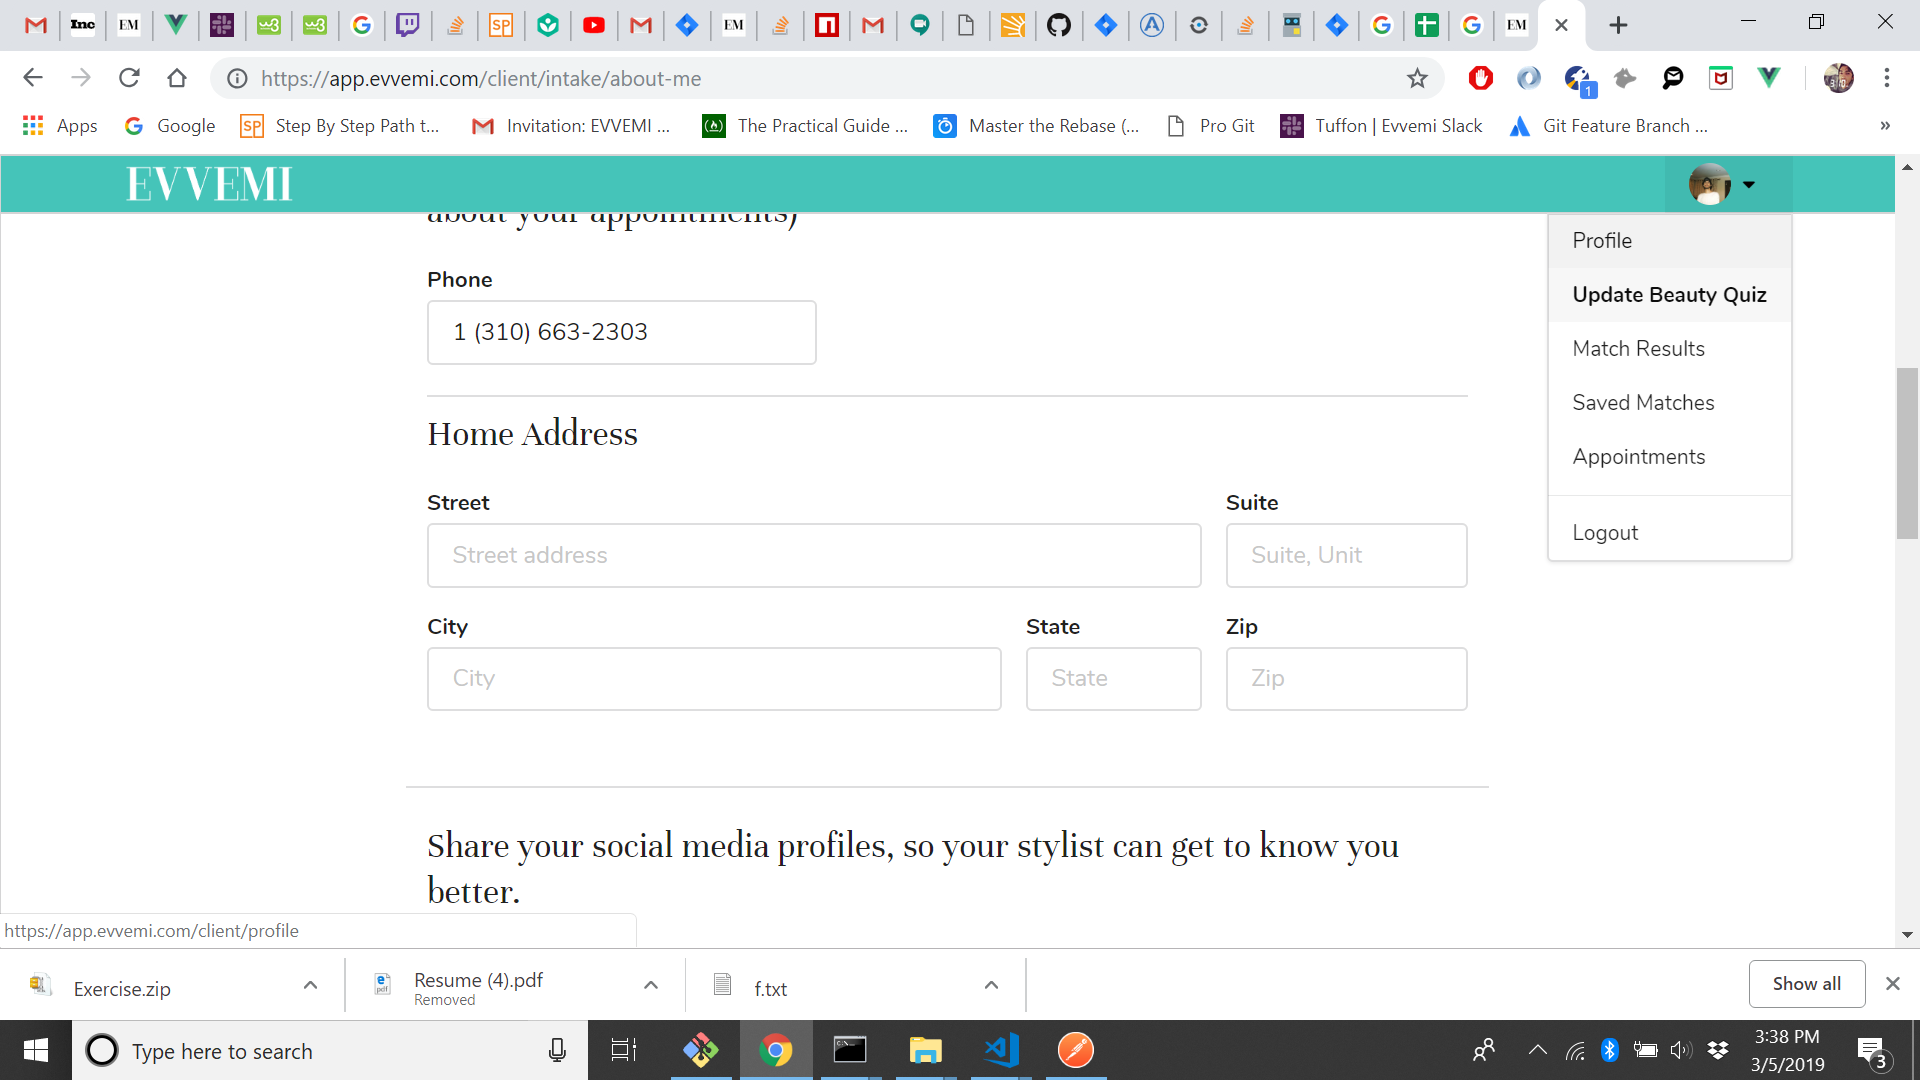 https://app.evvemi.com/client/intake/about-me
1
Apps
Google
Step By Step Path t...
Invitation: EVVEMI ...
The Practical Guide ...
Master the Rebase (...
Pro Git
Tuffon | Evvemi Slack
Git Feature Branch ...
»
EVVEMI
about your appointments)
Profile
Update Beauty Quiz
Match Results
Saved Matches
Appointments
Logout
Phone
1 (310) 663-2303
Home Address
Street
Suite
Street address
Suite, Unit
City
State
Zip
City
State
Zip
Share your social media profiles, so your stylist can get to know you
better.
https://app.evvemi.com/client/profile
Exercise.zip
Resume (4).pdf
Removed
f.txt
Show all
Type here to search
3:38 PM
3/5/2019
3